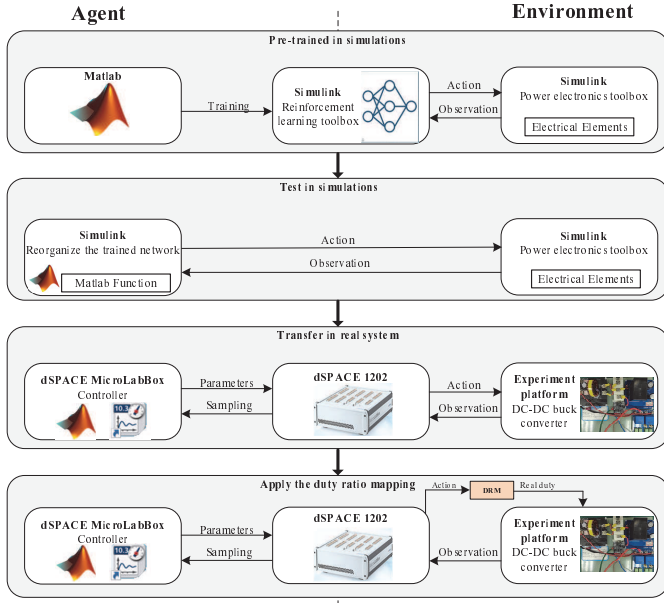 Agent
Environment
Pre-trained in simulations
Matlab
Training
Simulink
Reinforcement
learning toolbox
Action
Observation
Simulink
Power electronics toolbox
Electrical Elements
Test in simulations
Simulink
Reorganize the trained network
Matlab Function
Action
Observation
Simulink
Power electronics toolbox
Electrical Elements
Transfer in real system
dSPACE MicroLabBox
Controller
10.3
Parameters
Sampling
dSPACE 1202
Action
Observation
Experiment
platform
DC-DC buck
converter
Apply the duty ratio mapping
dSPACE MicroLabBox
Controller
10.3
Parameters
Sampling
dSPACE 1202
Action
DRM
Real duty
Observation
Experiment
platform
DC-DC buck
converter